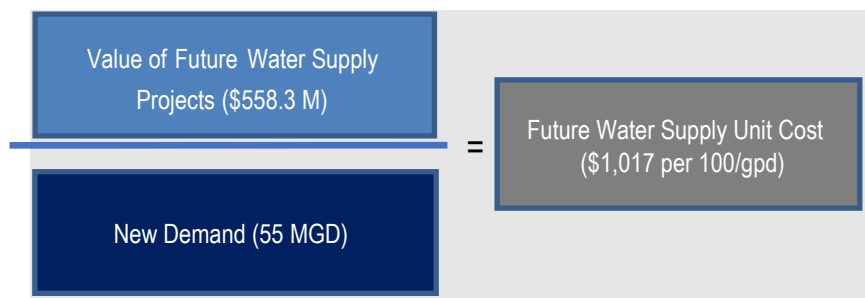 Value of Future Water Supply
Projects ($558.3 M)
=
Future Water Supply Unit Cost
($1,017 per 100/gpd)
New Demand (55 MGD)